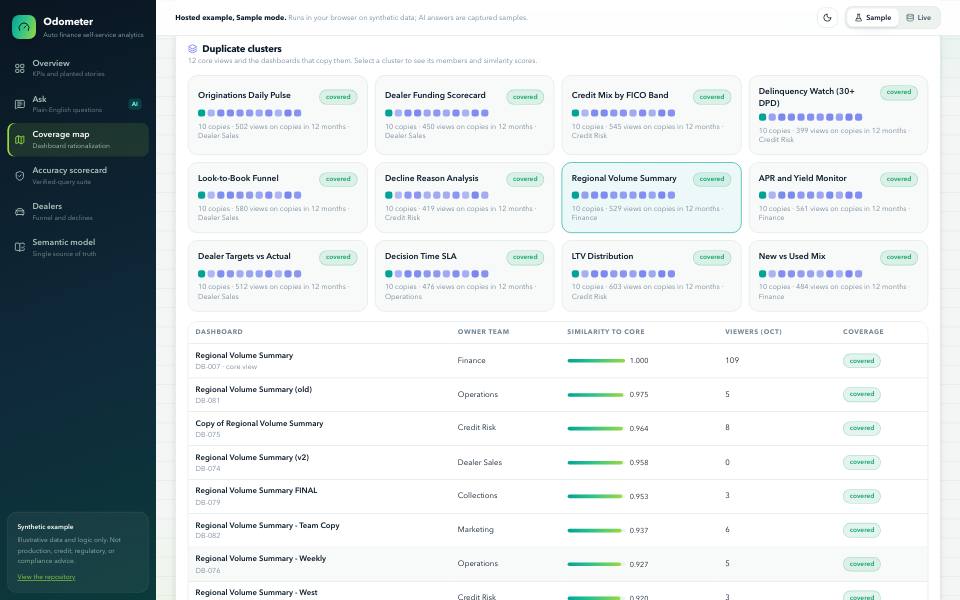 Odometer
Auto finance self-service analytics
Overview
KPIs and planted stories
Ask
Plain-English questions
AI
Coverage map
Dashboard rationalization
Accuracy scorecard
Verified-query suite
Dealers
Funnel and declines
Semantic model
Single source of truth
Synthetic example
Illustrative data and logic only. Not
production, credit, regulatory, or
compliance advice.
View the repository
Hosted example, Sample mode. Runs in your browser on synthetic data; AI answers are captured samples.
Sample
Live
Duplicate clusters
12 core views and the dashboards that copy them. Select a cluster to see its members and similarity scores.
Originations Daily Pulse
covered
10 copies · 502 views on copies in 12 months ·
Dealer Sales
Dealer Funding Scorecard
covered
10 copies · 450 views on copies in 12 months ·
Dealer Sales
Credit Mix by FICO Band
covered
10 copies · 545 views on copies in 12 months ·
Credit Risk
Delinquency Watch (30+
DPD)
covered
10 copies · 399 views on copies in 12 months ·
Credit Risk
Look-to-Book Funnel
covered
10 copies · 580 views on copies in 12 months ·
Dealer Sales
Decline Reason Analysis
covered
10 copies · 419 views on copies in 12 months ·
Credit Risk
Regional Volume Summary
covered
10 copies · 529 views on copies in 12 months ·
Finance
APR and Yield Monitor
covered
10 copies · 561 views on copies in 12 months ·
Finance
Dealer Targets vs Actual
covered
10 copies · 512 views on copies in 12 months ·
Dealer Sales
Decision Time SLA
covered
10 copies · 476 views on copies in 12 months ·
Operations
LTV Distribution
covered
10 copies · 603 views on copies in 12 months ·
Credit Risk
New vs Used Mix
covered
10 copies · 484 views on copies in 12 months ·
Finance
DASHBOARD OWNER TEAM SIMILARITY TO CORE VIEWERS (OCT) COVERAGE
Regional Volume Summary
DB-007 · core view
Finance 1.000 109 covered
Regional Volume Summary (old)
DB-081
Operations 0.975 5 covered
Copy of Regional Volume Summary
DB-075
Credit Risk 0.964 8 covered
Regional Volume Summary (v2)
DB-074
Dealer Sales 0.958 0 covered
Regional Volume Summary FINAL
DB-079
Collections 0.953 3 covered
Regional Volume Summary - Team Copy
DB-082
Marketing 0.937 6 covered
Regional Volume Summary - Weekly
DB-076
Operations 0.927 5 covered
Regional Volume Summary - West
Credit Risk 0.920 3 covered